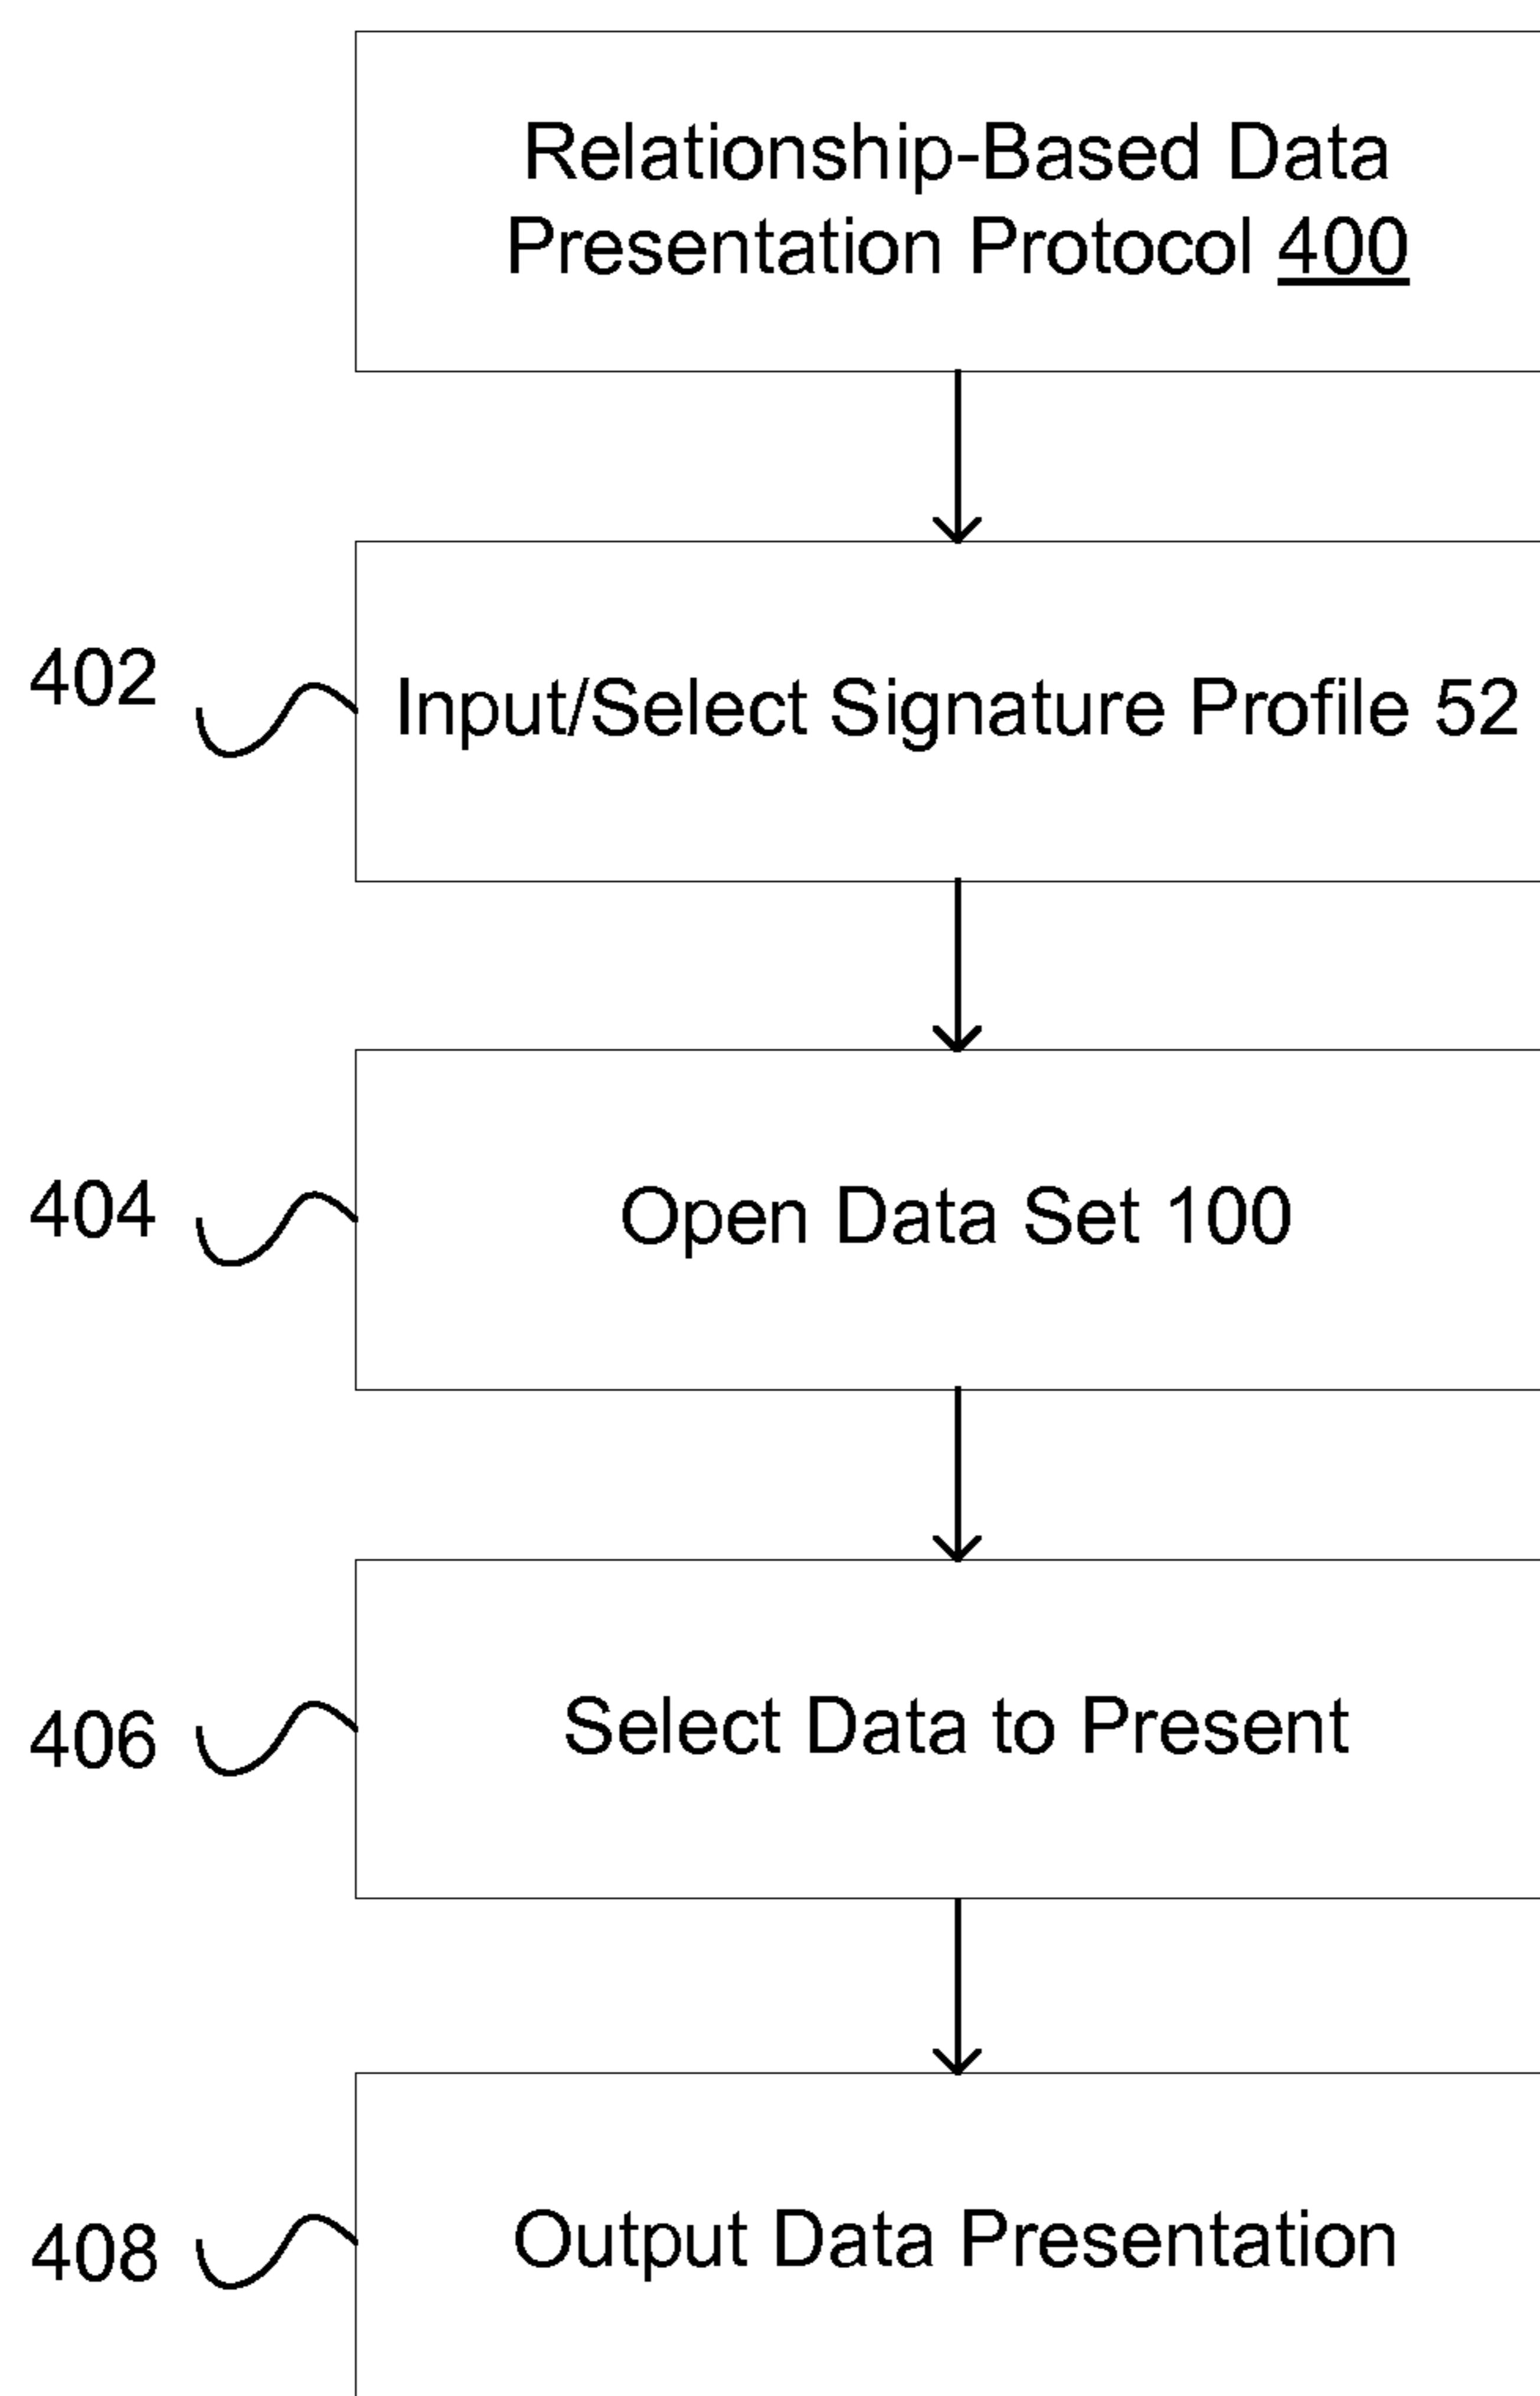 Relationship-Based Data
Presentation Protocol 400
402
Input/Select Signature Profile 52
404
Open Data Set 100
406
Select Data to Present
408
Output Data Presentation